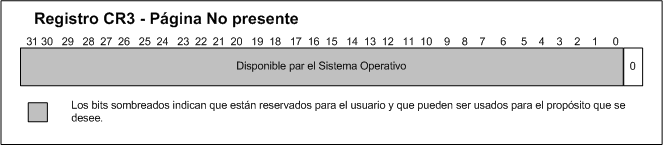 Registro CR3 - Página No presente
31 30 29 28 27 26 25 24 23 22 21 20 19 18 17 16 15 14 13 12 11 10 9 8 7 6 5 4 3 2 1 0
Disponible par el Sistema Operativo 0
Los bits sombreados indican que están reservados para el usuario y que pueden ser usados para el propósito que se
desee.